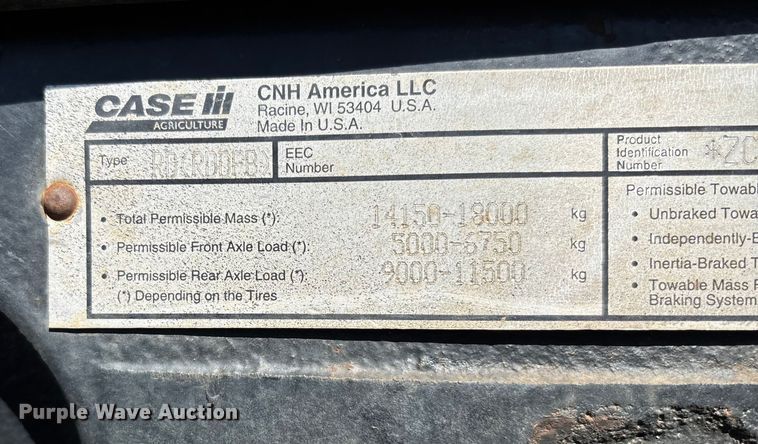 CASE IH
AGRICULTURE
CNH America LLC
Racine, WI 53404 U.S.A.
Made In U.S.A.
Type
EEC
Number
Product
Identification
Number *ZC
• Total Permissible Mass (*): 14150-18000 kg
• Permissible Front Axle Load (*): 5000-6750 kg
• Permissible Rear Axle Load (*): 9000-11500 kg
(*) Depending on the Tires
Permissible Towabl
• Unbraked Towa
• Independently-B
• Inertia-Braked T
• Towable Mass
Braking System
Purple Wave Auction